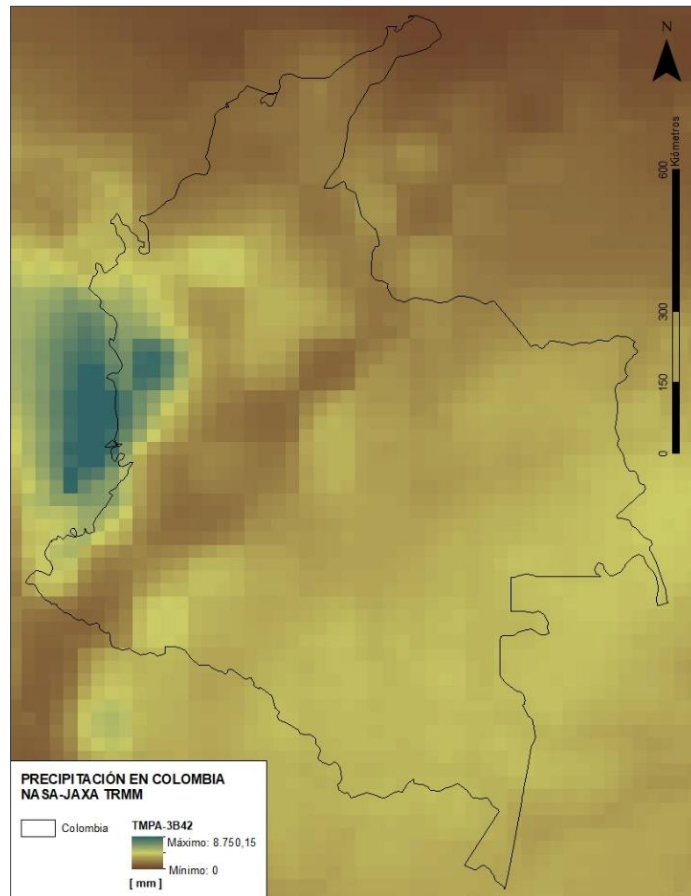 N
Kiómetros
600
300
150
0
PRECIPITACIÓN EN COLOMBIA
NASA-JAXA TRMM
Colombia
TMPA-3B42
Máximo: 8.750,15
Mínimo: 0
[ mm ]